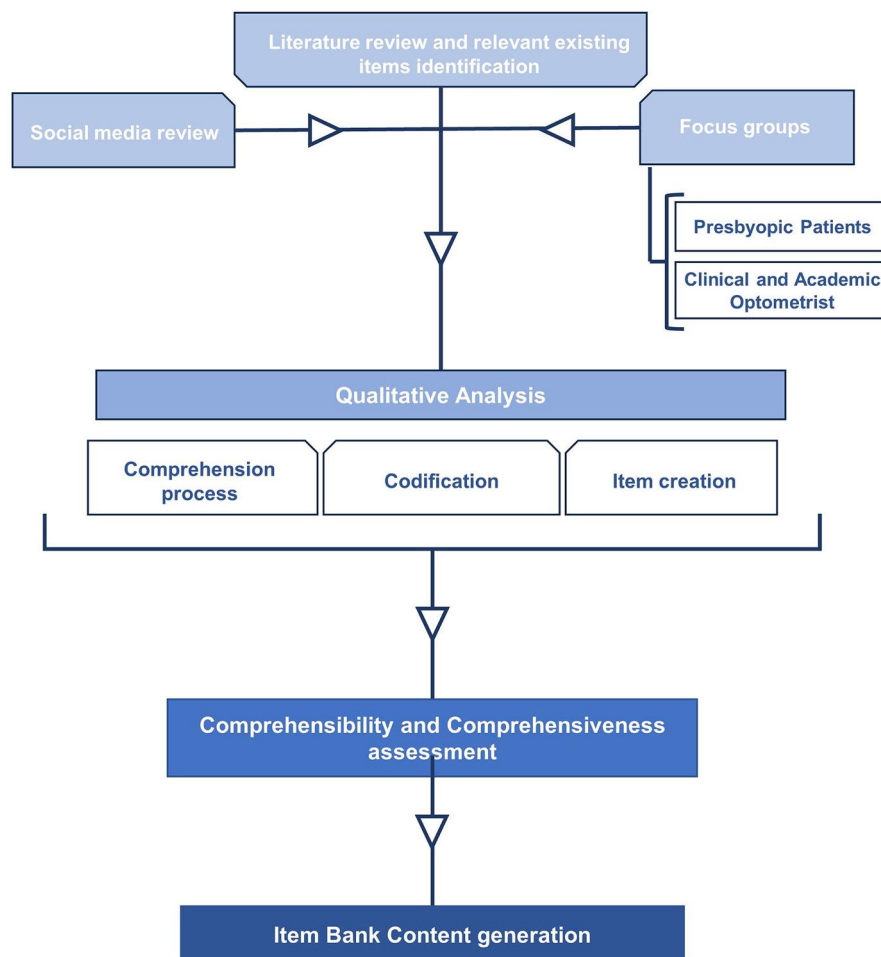 Literature review and relevant existing
items identification
Social media review
Focus groups
Presbyopic Patients
Clinical and Academic
Optometrist
Qualitative Analysis
Comprehension
process
Codification
Item creation
Comprehensibility and Comprehensiveness
assessment
Item Bank Content generation